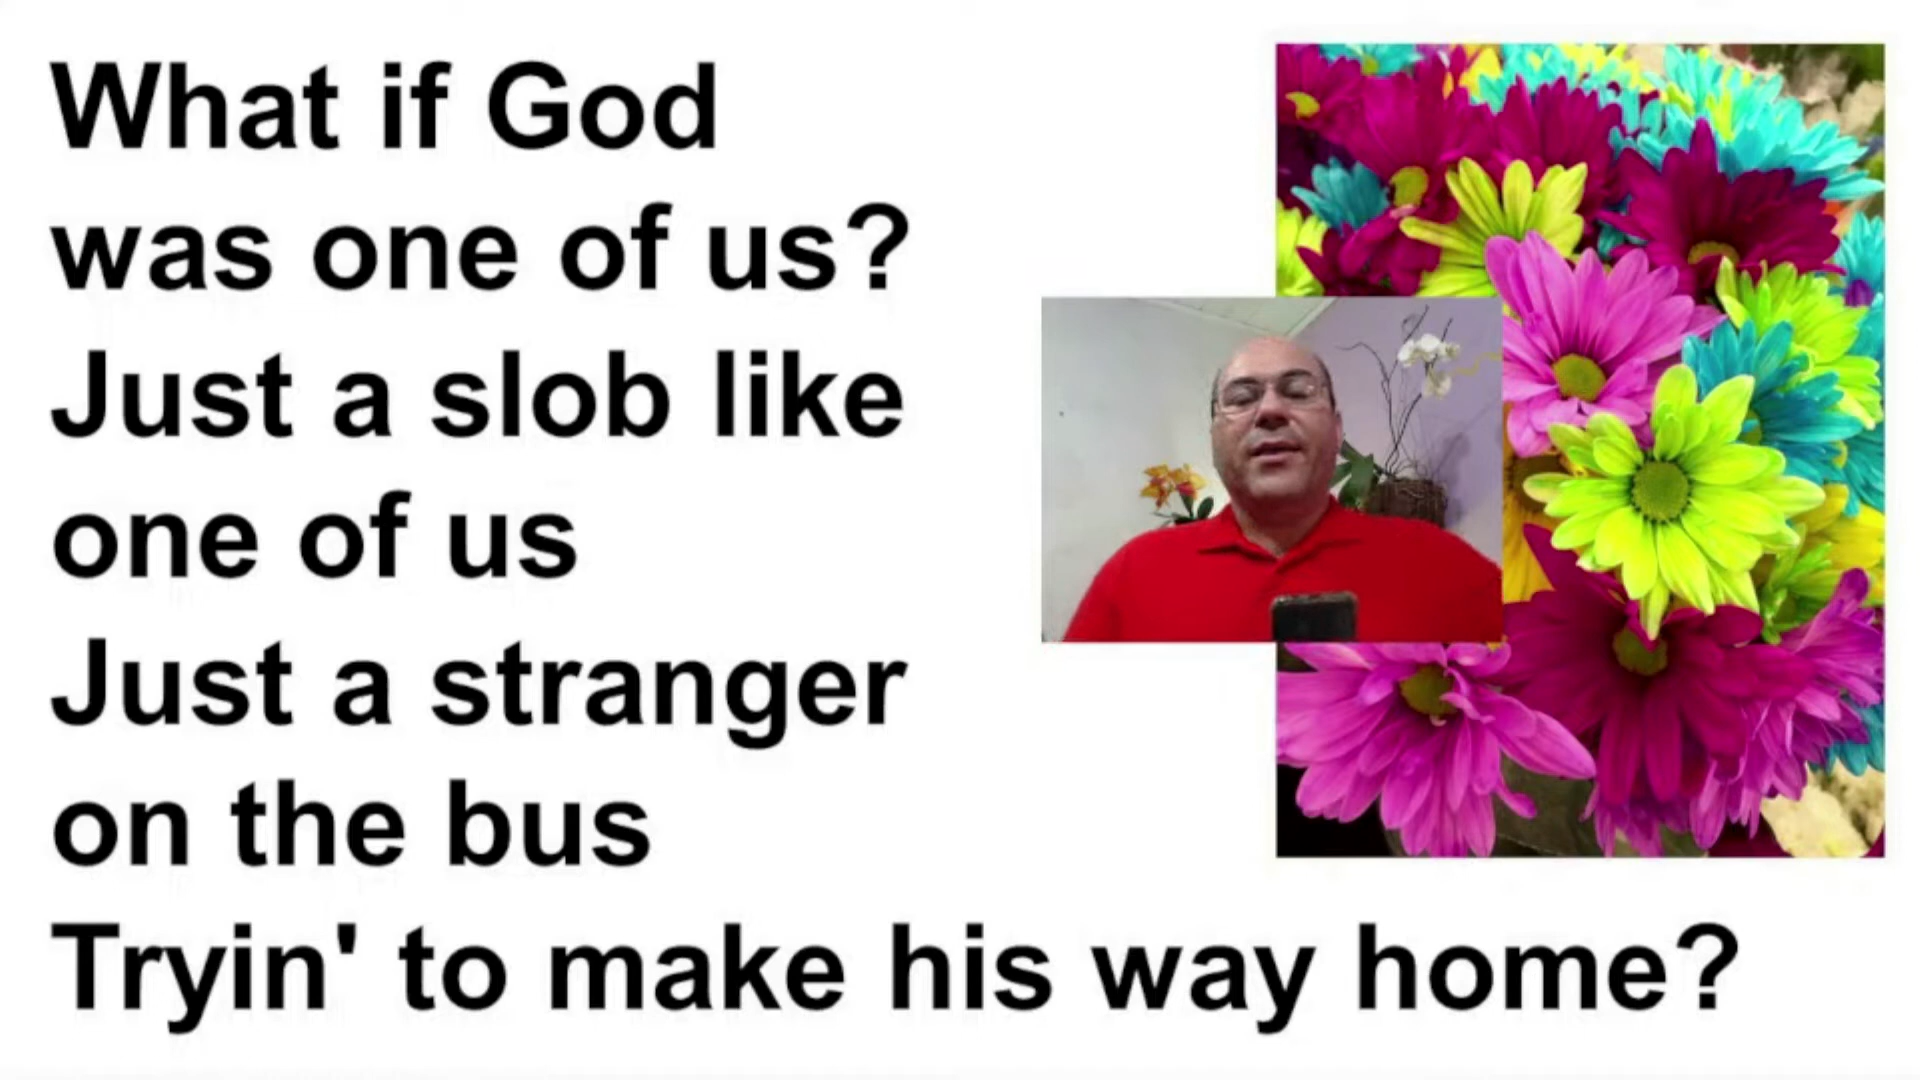 What if God
was one of us?
Just a slob like
one of us
Just a stranger
on the bus
Tryin' to make his way home?